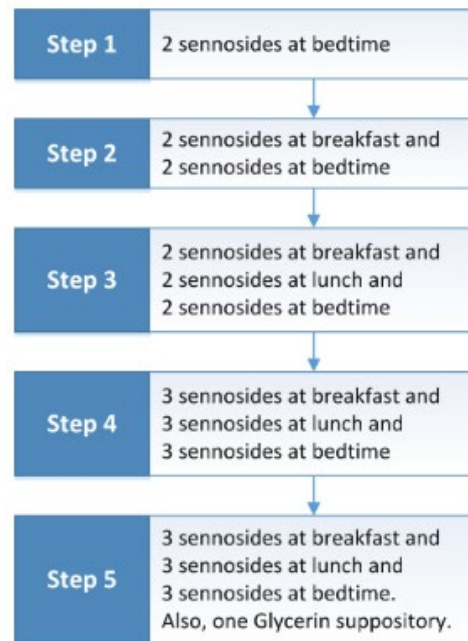 Step 1
2 sennosides at bedtime
Step 2
2 sennosides at breakfast and
2 sennosides at bedtime
Step 3
2 sennosides at breakfast and
2 sennosides at lunch and
2 sennosides at bedtime
Step 4
3 sennosides at breakfast and
3 sennosides at lunch and
3 sennosides at bedtime
Step 5
3 sennosides at breakfast and
3 sennosides at lunch and
3 sennosides at bedtime.
Also, one Glycerin suppository.